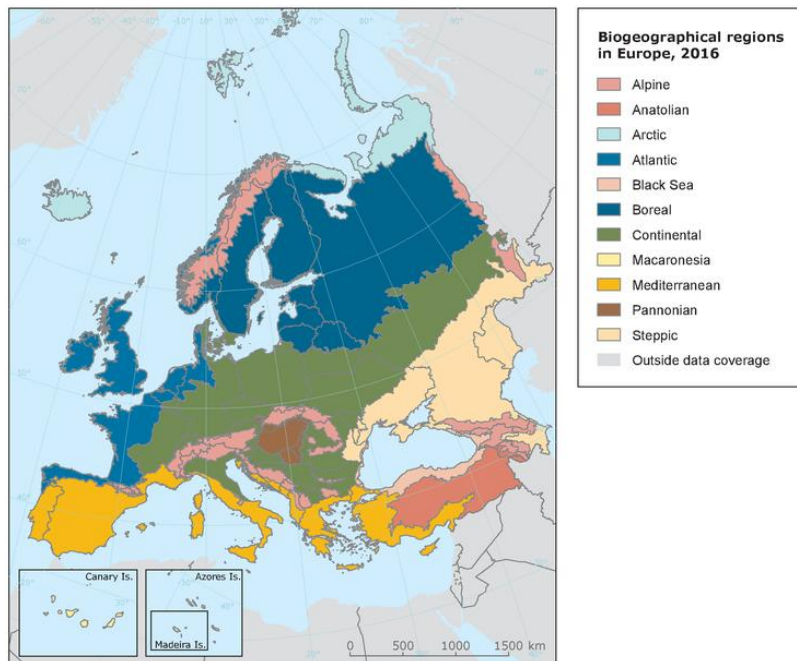 Biogeographical regions
in Europe, 2016
Alpine
Anatolian
Arctic
Atlantic
Black Sea
Boreal
Continental
Macaronesia
Mediterranean
Pannonian
Steppic
Outside data coverage
Canary Is.
Azores Is.
Madeira Is.
0 500 1000 1500 km